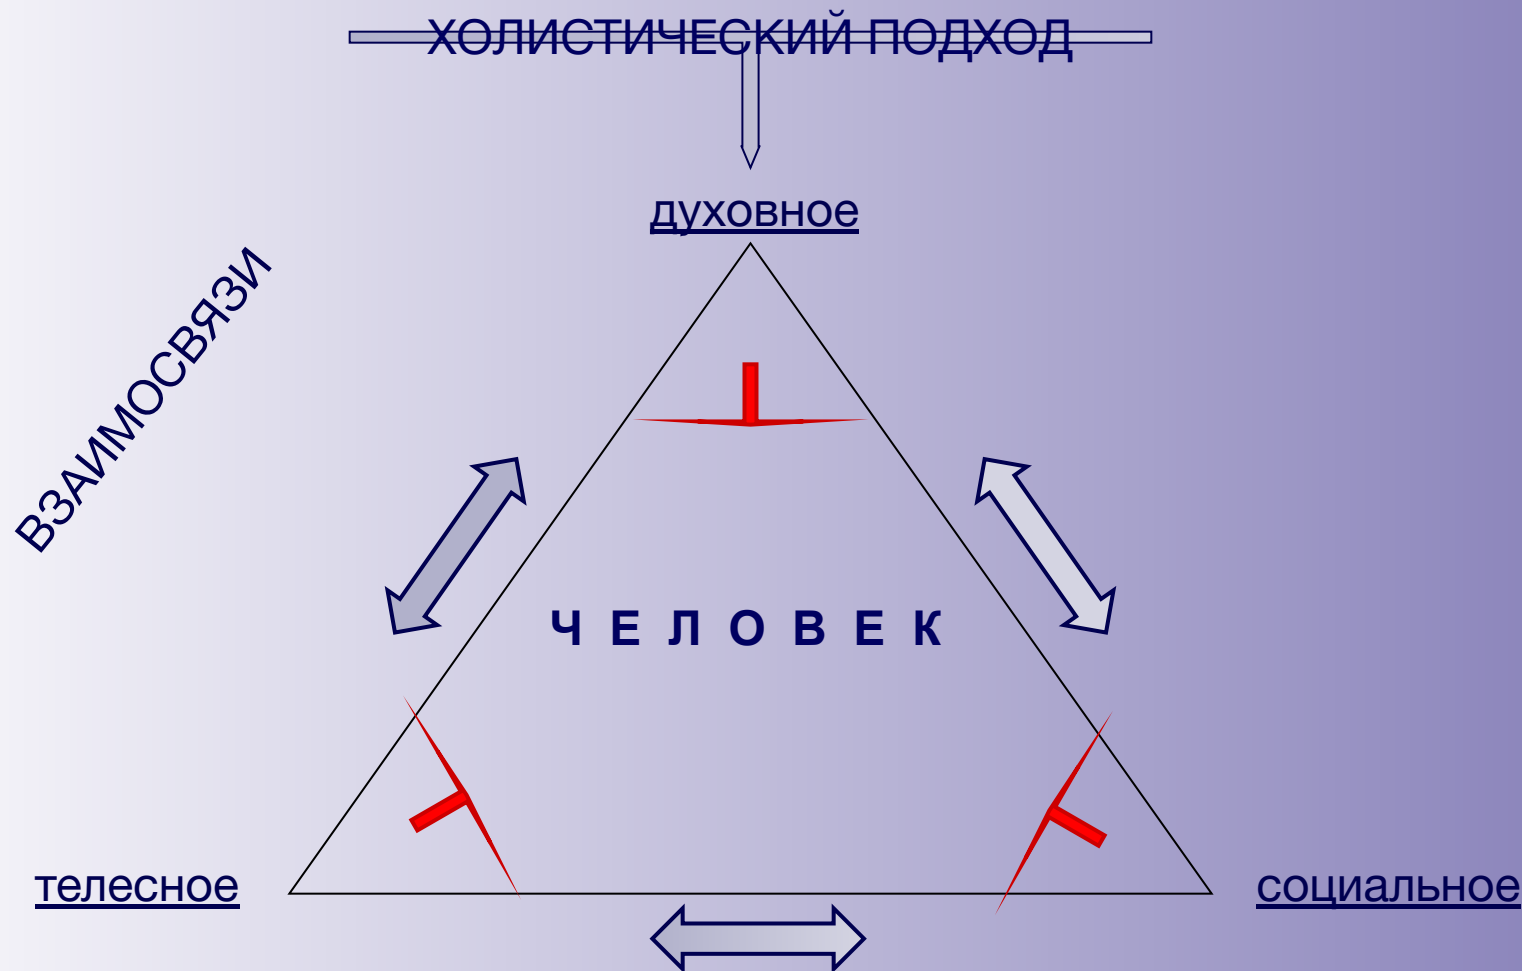 ХОЛИСТИЧЕСКИЙ ПОДХОД
духовное
ВЗАИМОСВЯЗИ
Ч Е Л О В Е К
телесное
социальное